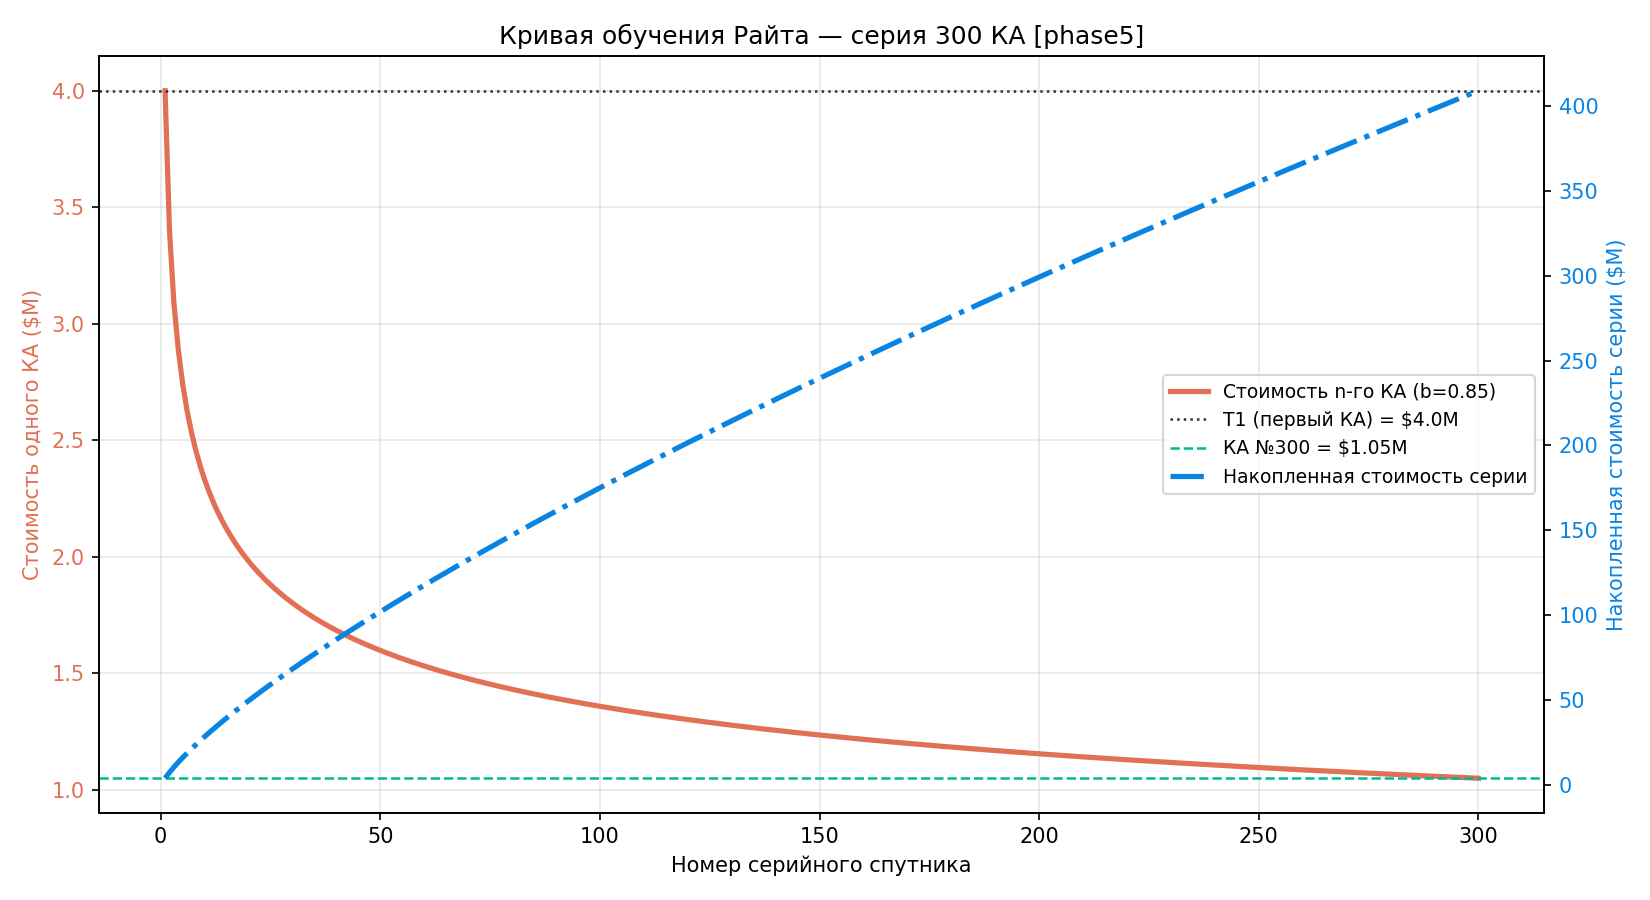 Кривая обучения Райта — серия 300 КА [phase5]
Стоимость одного КА ($M)
4.0
3.5
3.0
2.5
2.0
1.5
1.0
Стоимость n-го КА (b=0.85)
T1 (первый КА) = $4.0M
КА №300 = $1.05M
Накопленная стоимость серии
400
350
300
250
200
150
100
50
0
Накопленная стоимость серии ($M)
0 50 100 150 200 250 300
Номер серийного спутника